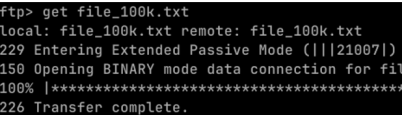 ftp> get file_100k.txt
local: file_100k.txt remote: file_100k.txt
229 Entering Extended Passive Mode (|||21007|)
150 Opening BINARY mode data connection for fil
100% |*****************************************
226 Transfer complete.